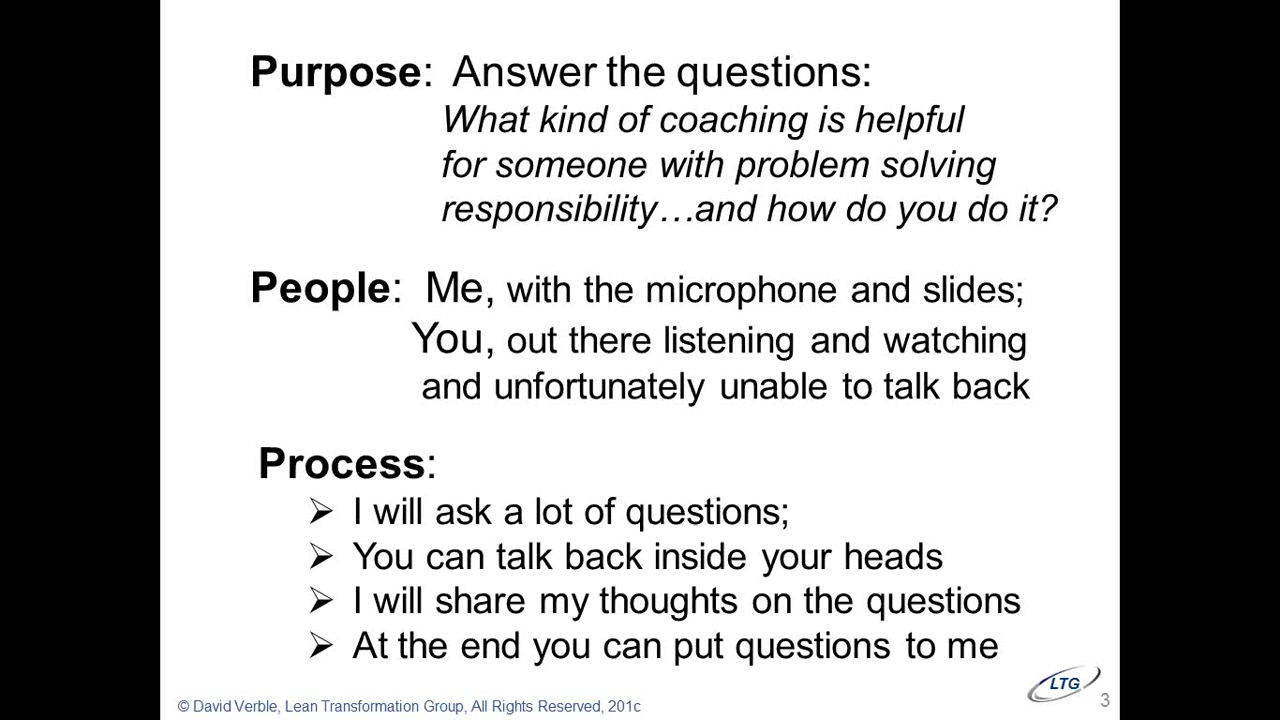 Purpose: Answer the questions:
What kind of coaching is helpful
for someone with problem solving
responsibility…and how do you do it?
People: Me, with the microphone and slides;
You, out there listening and watching
and unfortunately unable to talk back
Process:
➢ I will ask a lot of questions;
➢ You can talk back inside your heads
➢ I will share my thoughts on the questions
➢ At the end you can put questions to me
LTG
© David Verble, Lean Transformation Group, All Rights Reserved, 201c
3